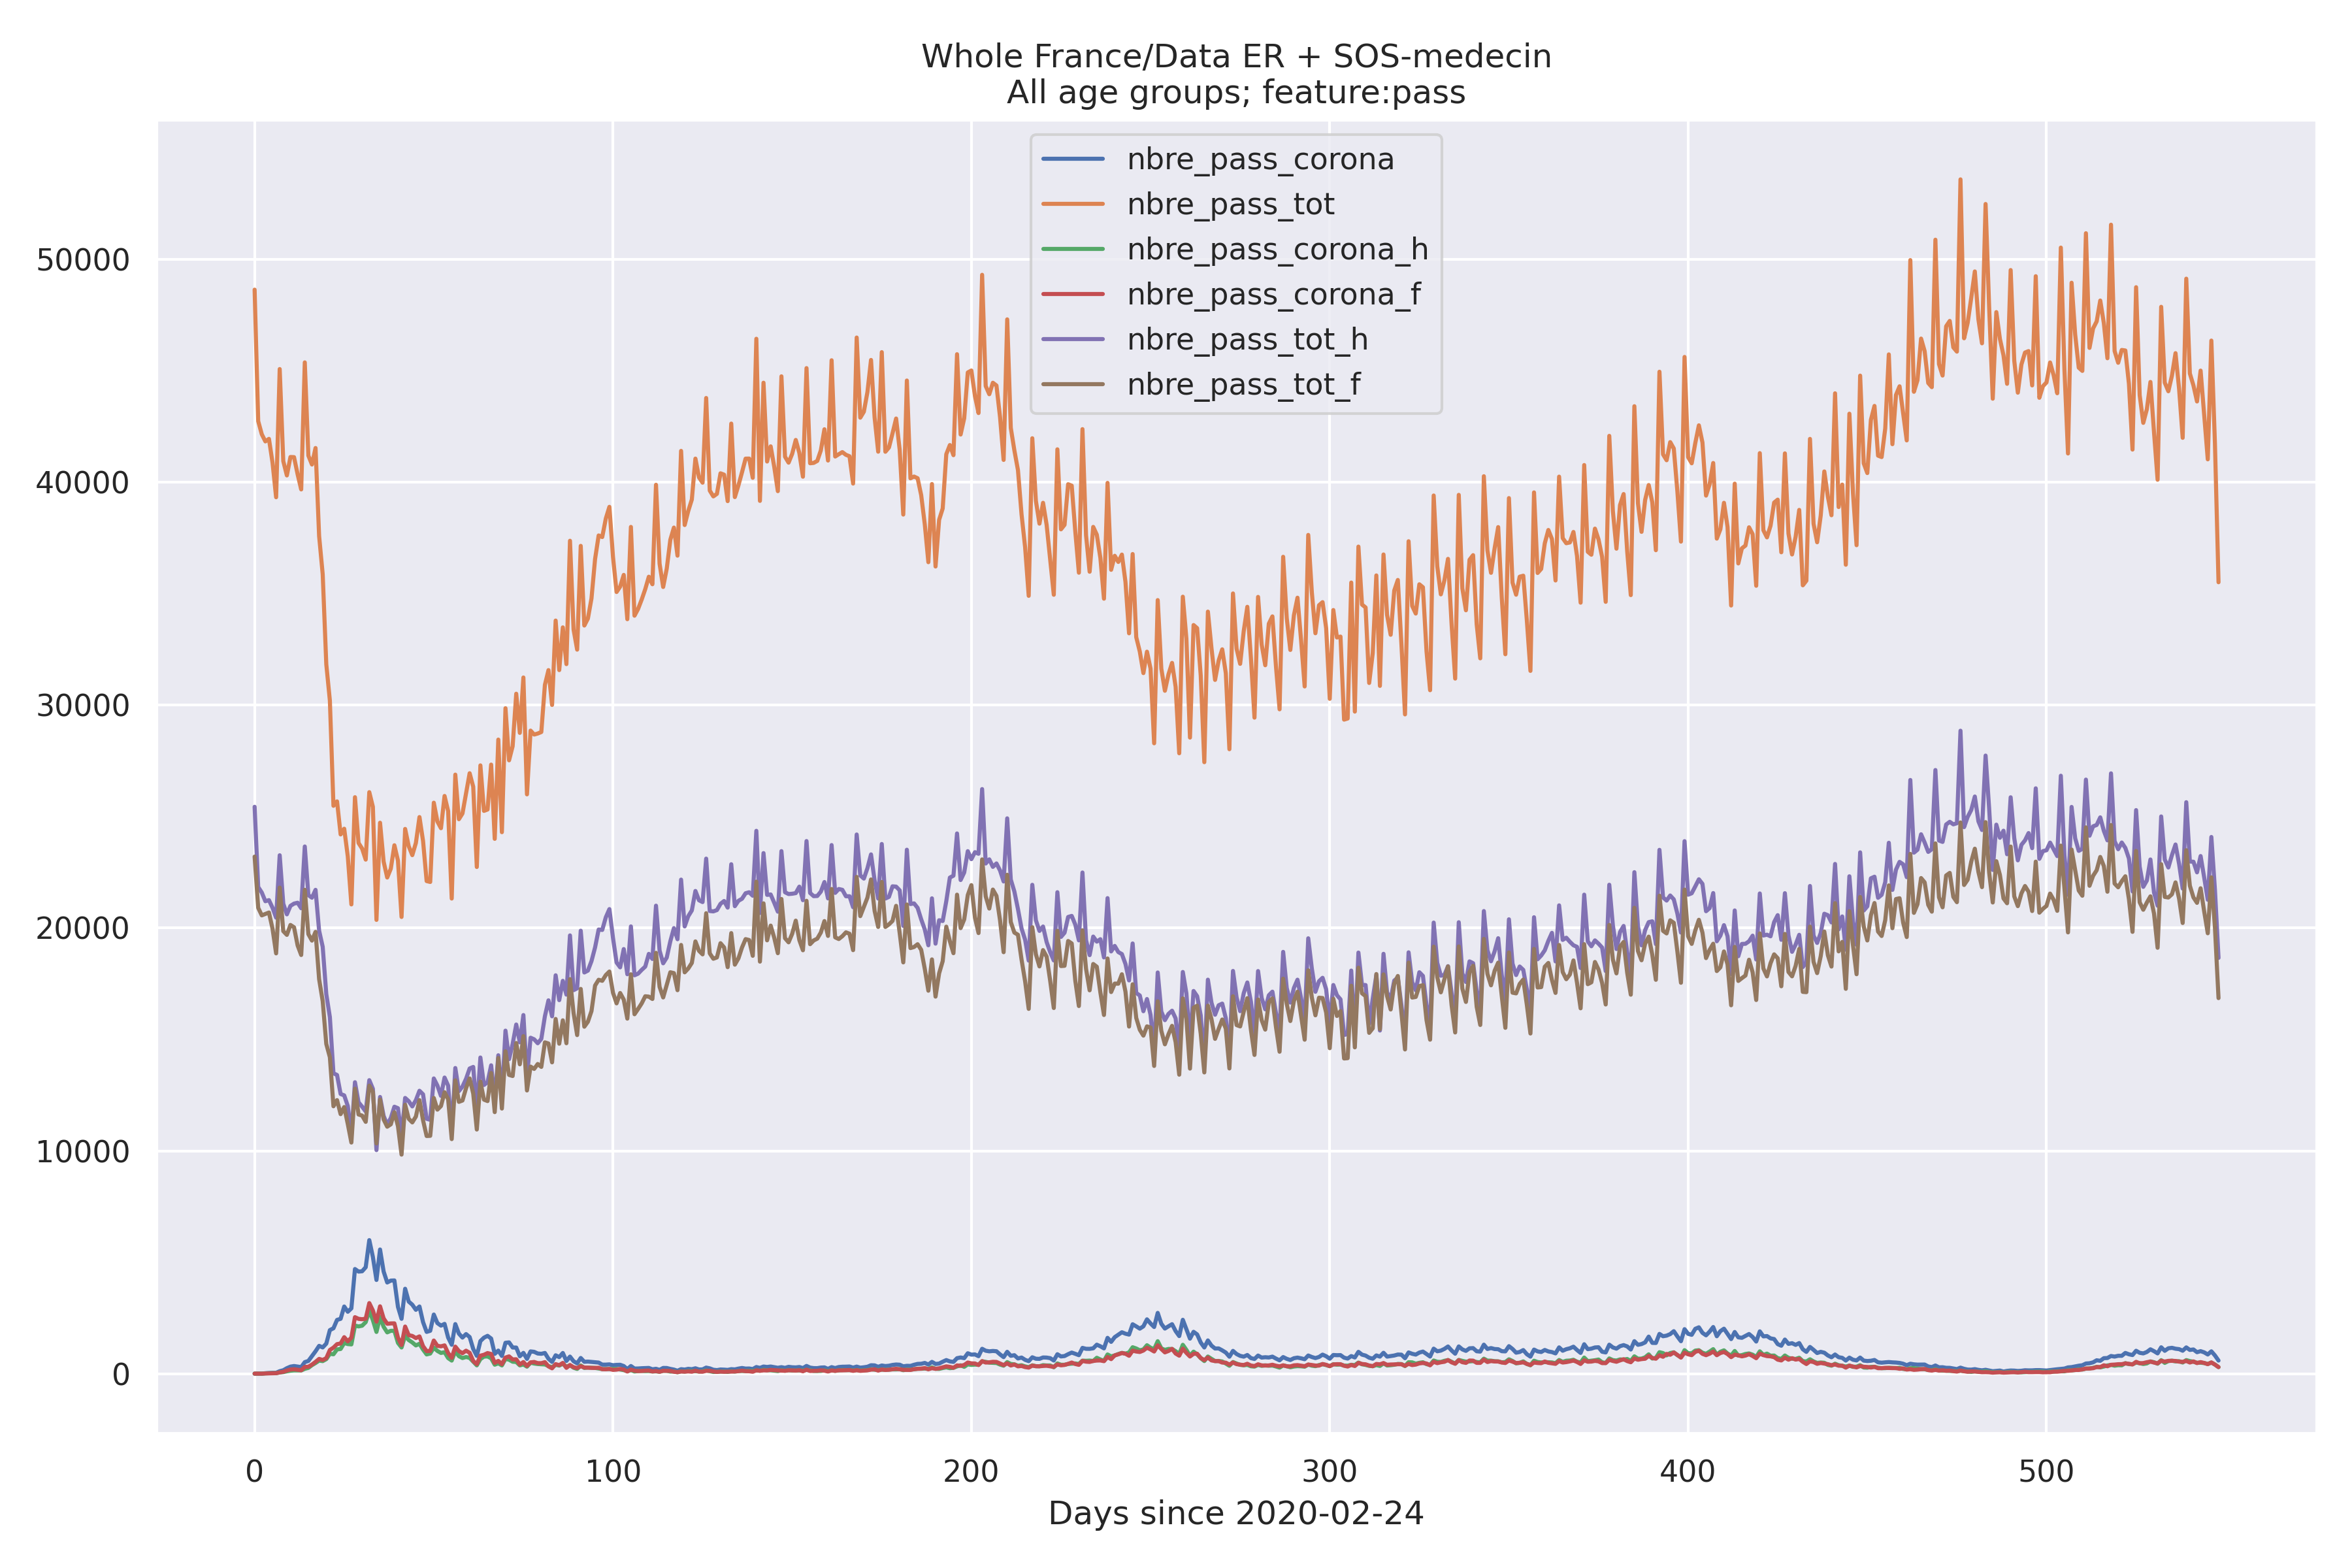 Whole France/Data ER + SOS-medecin
All age groups; feature:pass
nbre_pass_corona
nbre_pass_tot
nbre_pass_corona_h
nbre_pass_corona_f
nbre_pass_tot_h
nbre_pass_tot_f
50000
40000
30000
20000
10000
0
0 100 200 300 400 500
Days since 2020-02-24